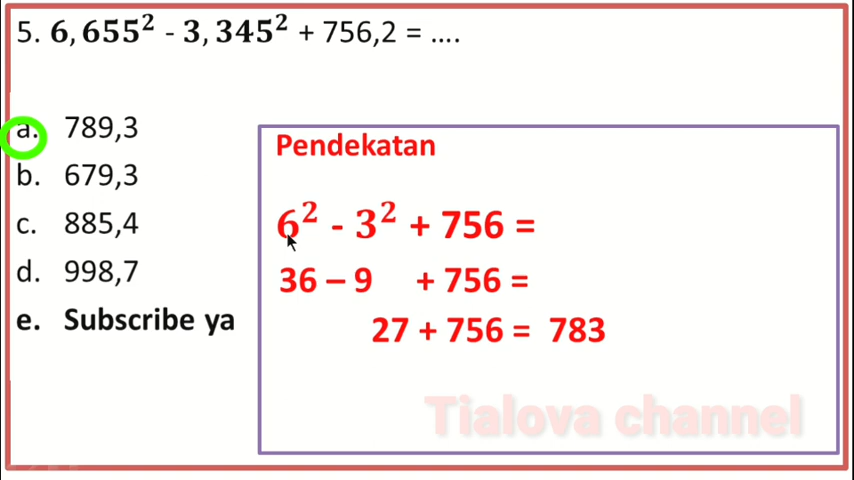 5. 6,655² - 3,345² + 756,2 = ....
a. 789,3
b. 679,3
c. 885,4
d. 998,7
e. Subscribe ya
Pendekatan
6² - 3² + 756 =
36 – 9 + 756 =
27 + 756 = 783
Tialova channel